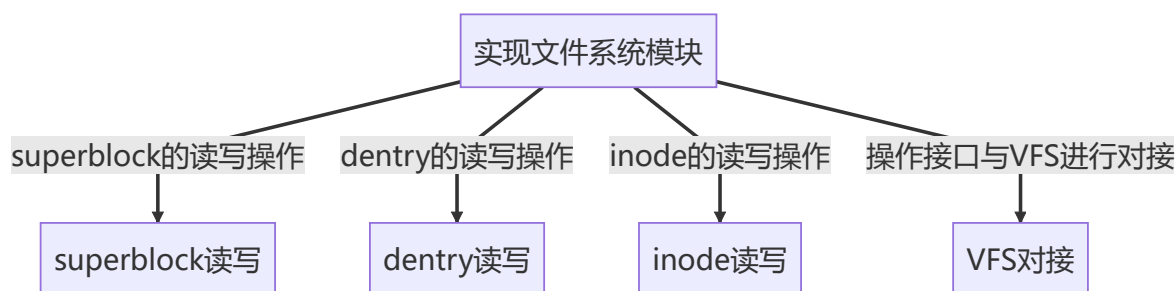 实现文件系统模块
superblock的读写操作
dentry的读写操作
inode的读写操作
操作接口与VFS进行对接
superblock读写
dentry读写
inode读写
VFS对接